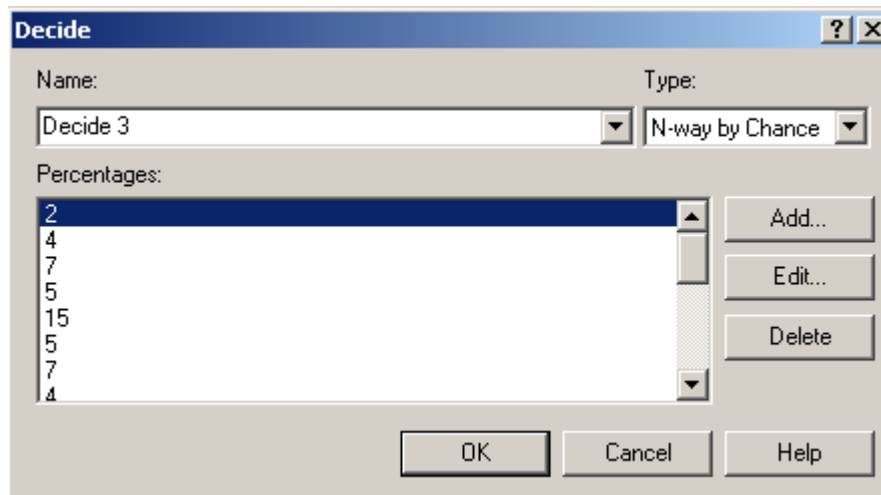 Decide
Name:
Type:
Decide 3
N-way by Chance
Percentages:
2
4
7
5
15
5
7
4
Add...
Edit...
Delete
OK
Cancel
Help